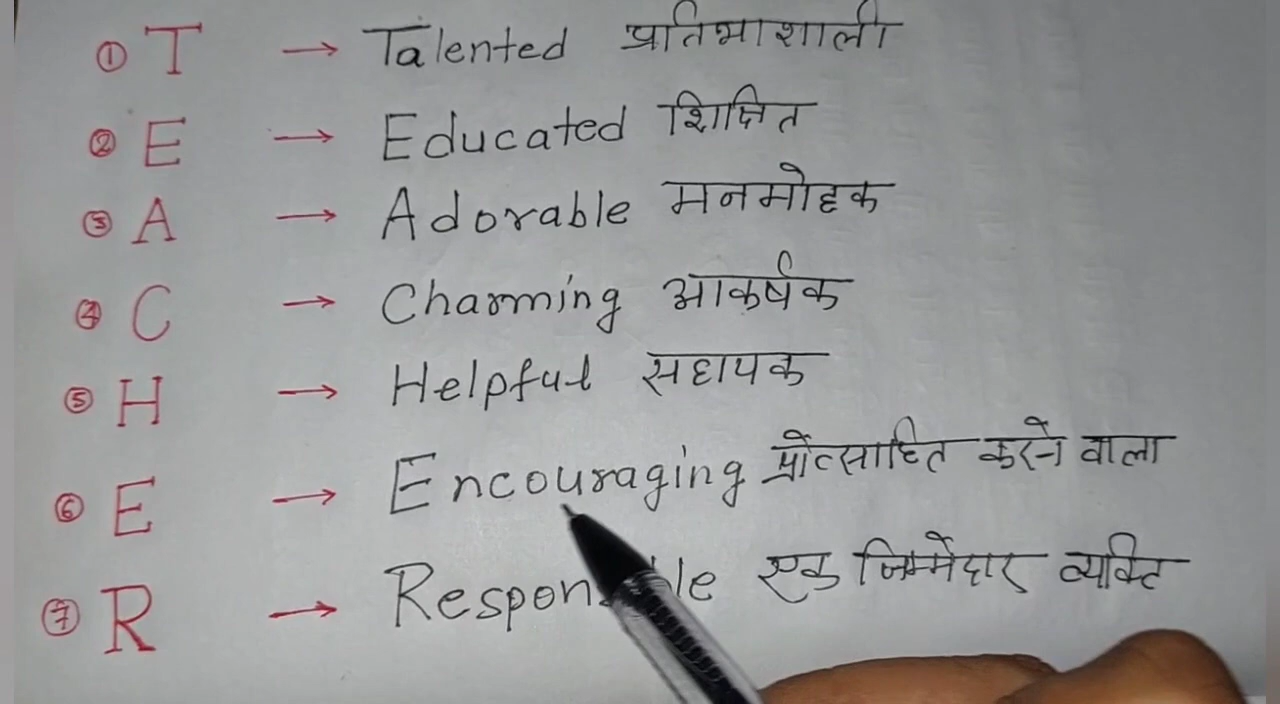 ① T → Talented प्रतिभाशाली
② E → Educated शिक्षित
③ A → Adorable मनमोहक
④ C → Charming आकर्षक
⑤ H → Helpful सहायक
⑥ E → Encouraging प्रोत्साहित करने वाला
⑦ R → एक जिम्मेदार व्यक्ति